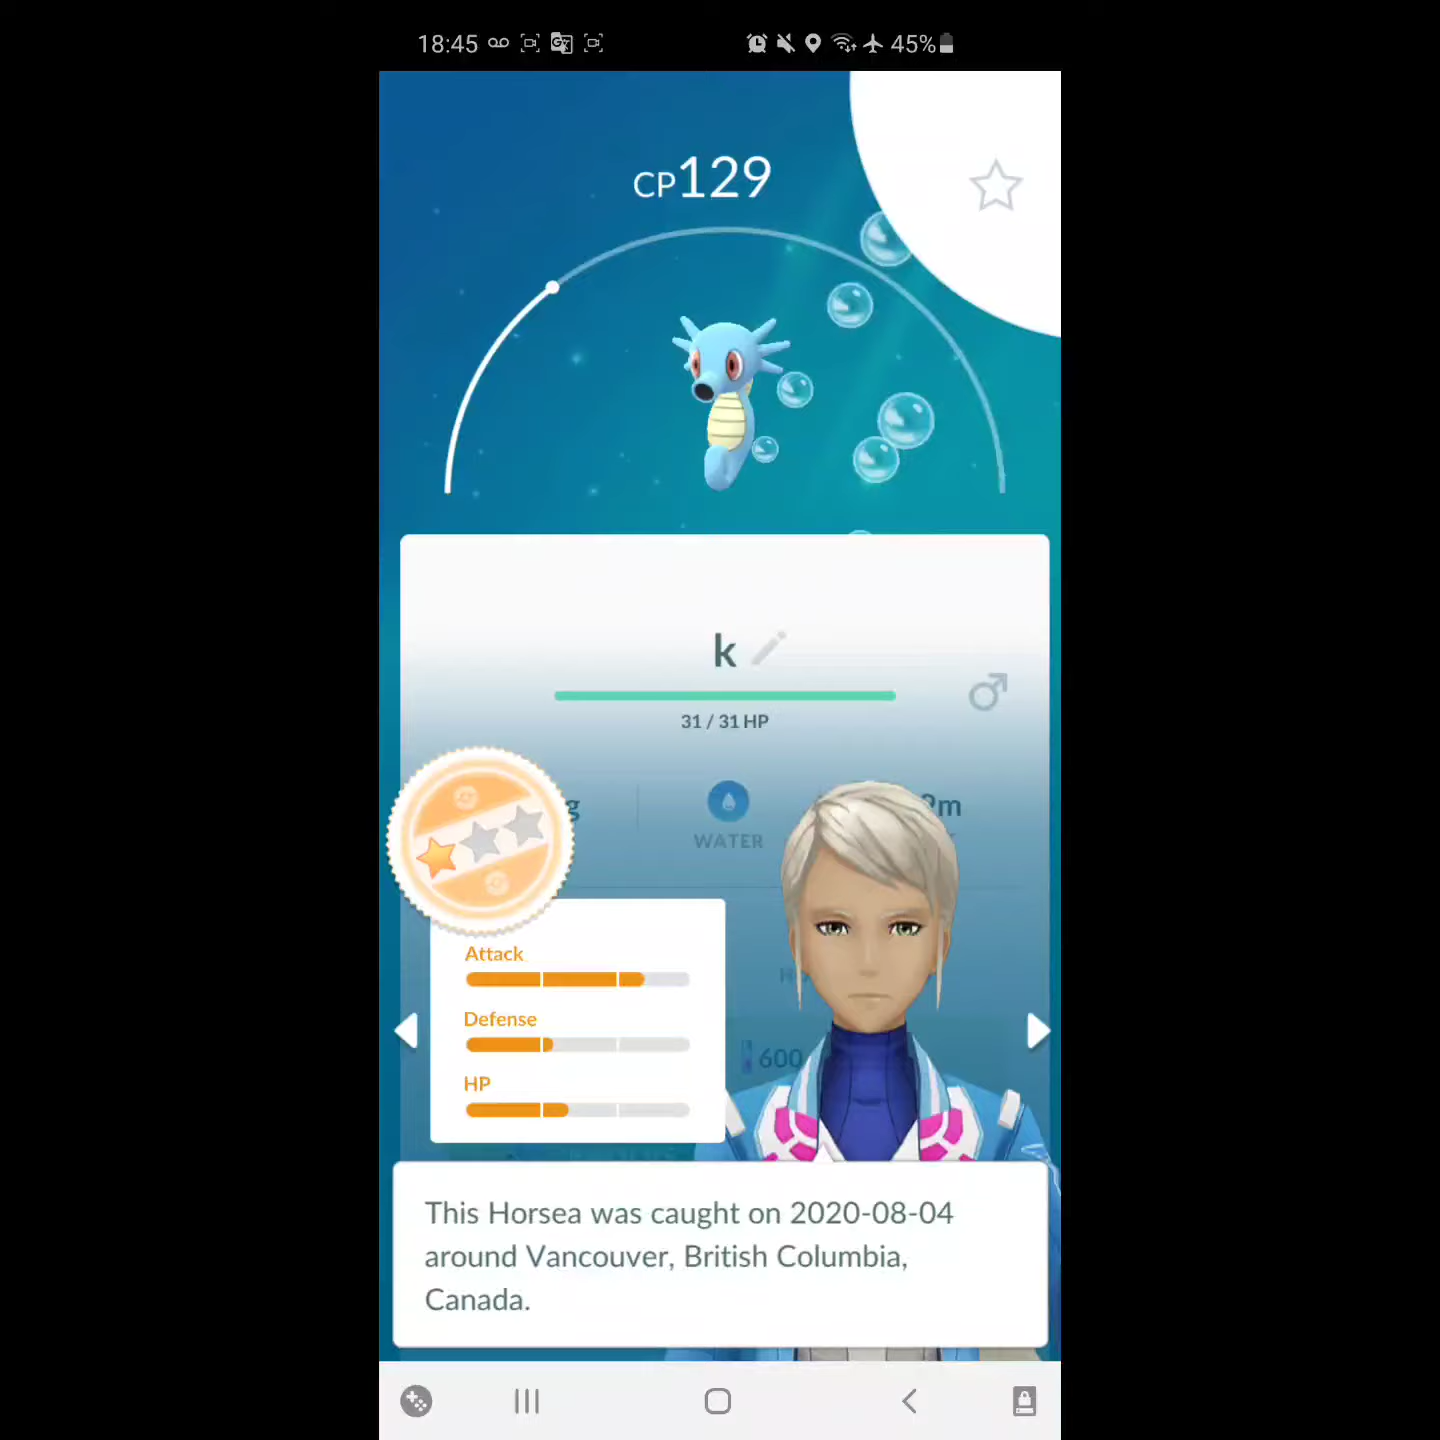 18:45 45%
CP129
k
31 / 31 HP
g
WATER
m
Attack
Defense
HP
600
This Horsea was caught on 2020-08-04
around Vancouver, British Columbia,
Canada.